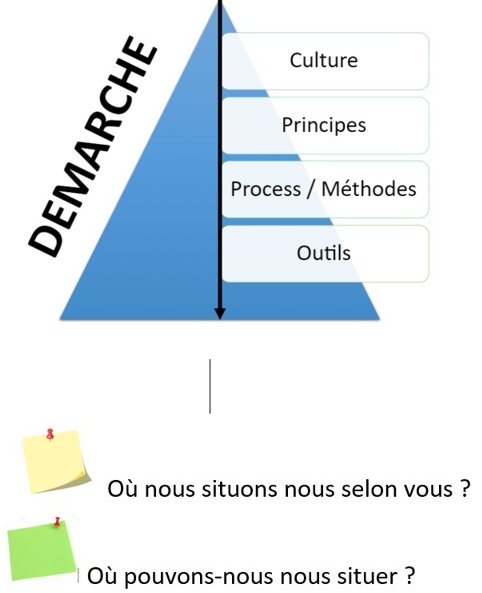 DEMARCHE
Culture
Principes
Process / Méthodes
Outils
Où nous situons nous selon vous ?
Où pouvons-nous nous situer ?